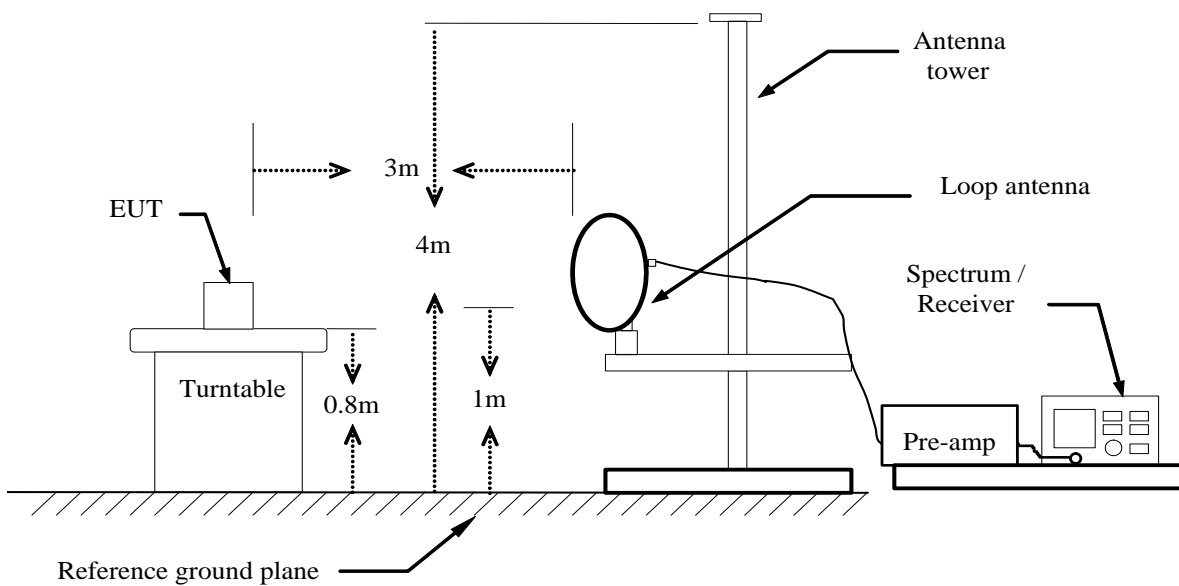 Antenna
tower
3m
Loop antenna
EUT
4m
Spectrum /
Receiver
Turntable
0.8m
1m
Pre-amp
Reference ground plane